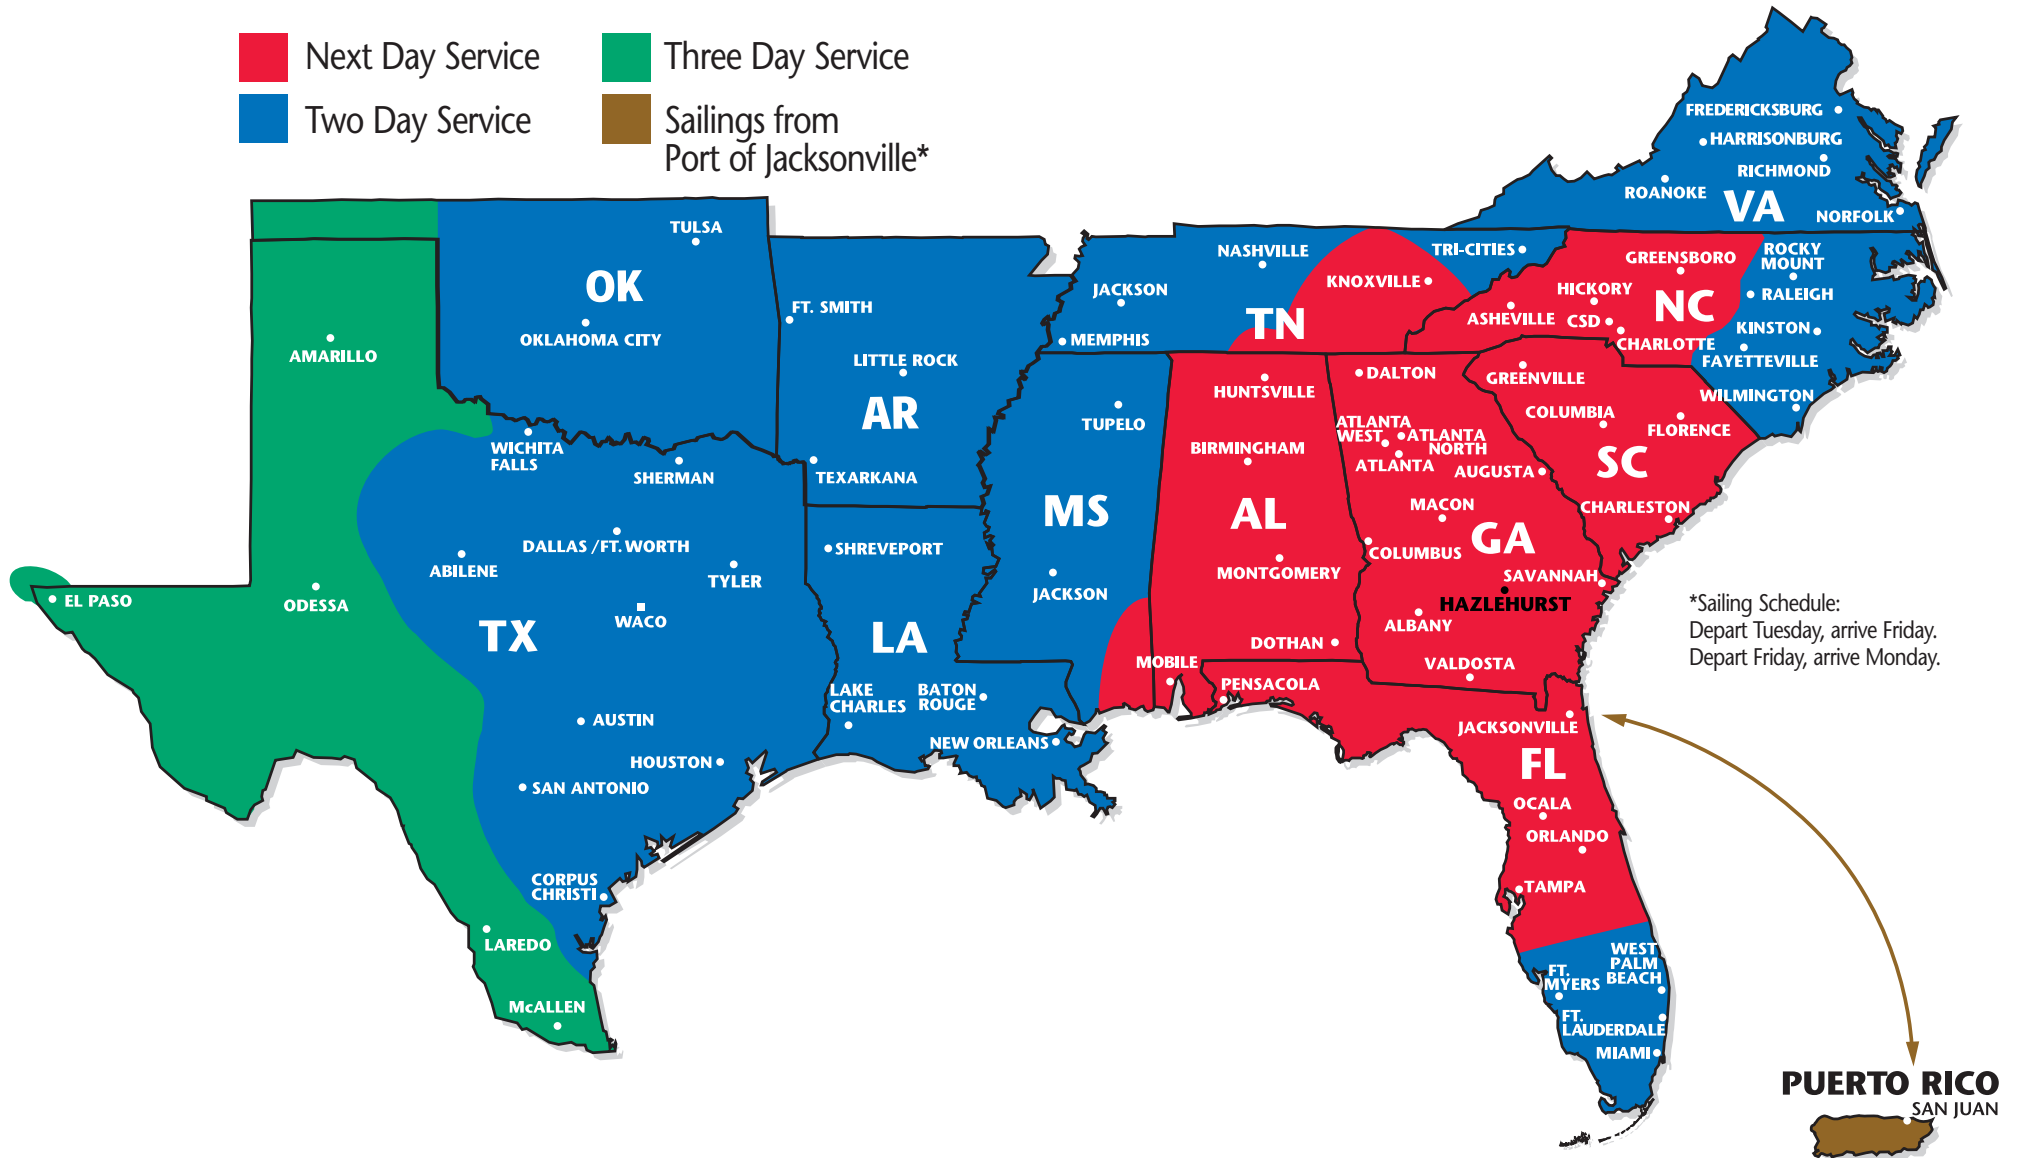 Next Day Service
Two Day Service
Three Day Service
Sailings from
Port of Jacksonville*
FREDERICKSBURG
HARRISONBURG
RICHMOND
ROANOKE
VA
NORFOLK
TULSA
OK
OKLAHOMA CITY
AMARILLO
FT. SMITH
LITTLE ROCK
AR
TEXARKANA
NASHVILLE
TRI-CITIES
JACKSON
KNOXVILLE
TN
MEMPHIS
GREENSBORO
HICKORY
NC
ASHEVILLE
CSD
CHARLOTTE
ROCKY
MOUNT
RALEIGH
KINSTON
FAYETTEVILLE
WILMINGTON
GREENVILLE
COLUMBIA
FLORENCE
SC
CHARLESTON
WICHITA
FALLS
SHERMAN
DALLAS /FT. WORTH
ABILENE
TYLER
WACO
EL PASO
ODESSA
TX
AUSTIN
HOUSTON
SAN ANTONIO
CORPUS
CHRISTI
LAREDO
McALLEN
SHREVEPORT
LA
LAKE
CHARLES
BATON
ROUGE
NEW ORLEANS
TUPELO
MS
JACKSON
HUNTSVILLE
BIRMINGHAM
AL
MONTGOMERY
DOTHAN
MOBILE
DALTON
ATLANTA
WEST
ATLANTA
NORTH
ATLANTA
AUGUSTA
MACON
GA
COLUMBUS
SAVANNAH
HAZLEHURST
ALBANY
VALDOSTA
PENSACOLA
JACKSONVILLE
FL
OCALA
ORLANDO
TAMPA
WEST
PALM
BEACH
FT.
MYERS
FT.
LAUDERDALE
MIAMI
*Sailing Schedule:
Depart Tuesday, arrive Friday.
Depart Friday, arrive Monday.
PUERTO RICO
SAN JUAN